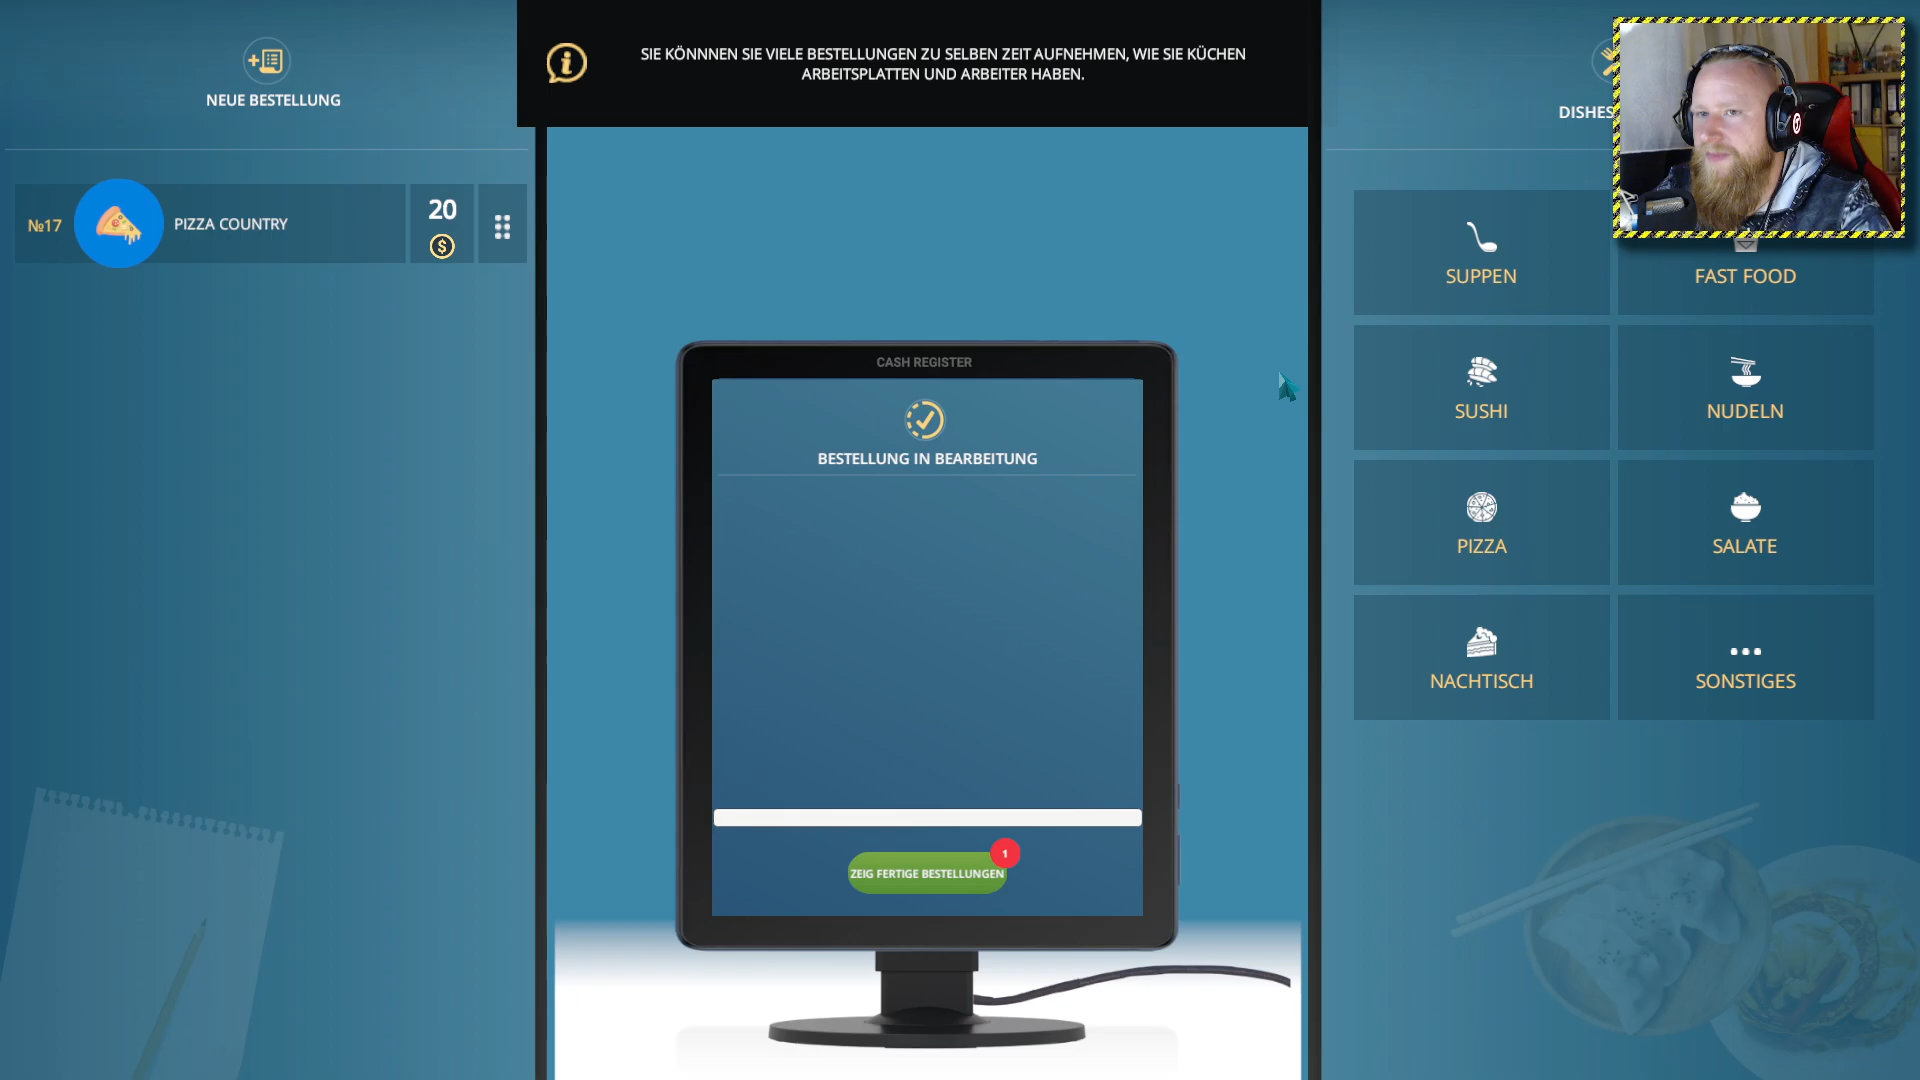 NEUE BESTELLUNG
№17
PIZZA COUNTRY
20
SIE KÖNNNEN SIE VIELE BESTELLUNGEN ZU SELBEN ZEIT AUFNEHMEN, WIE SIE KÜCHEN
ARBEITSPLATTEN UND ARBEITER HABEN.
CASH REGISTER
BESTELLUNG IN BEARBEITUNG
1
ZEIG FERTIGE BESTELLUNGEN
DISHES
SUPPEN
FAST FOOD
SUSHI
NUDELN
PIZZA
SALATE
NACHTISCH
SONSTIGES